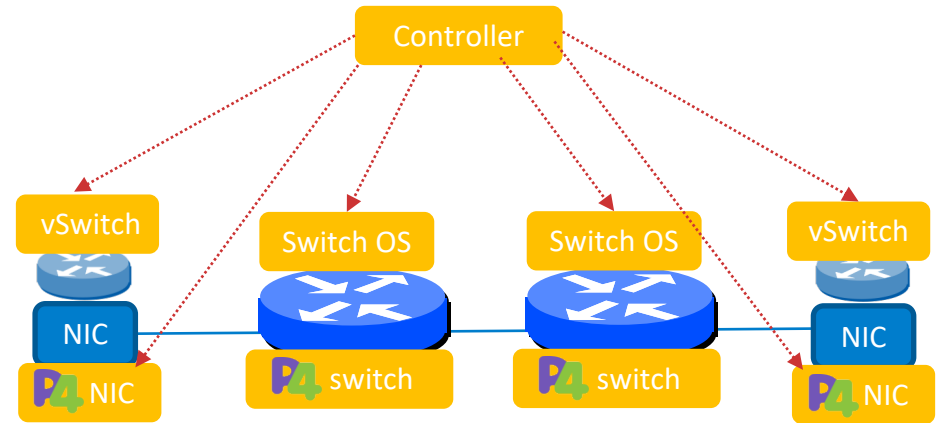 Controller
vSwitch
Switch OS
Switch OS
vSwitch
NIC
NIC
P4 NIC
P4 switch
P4 switch
P4 NIC